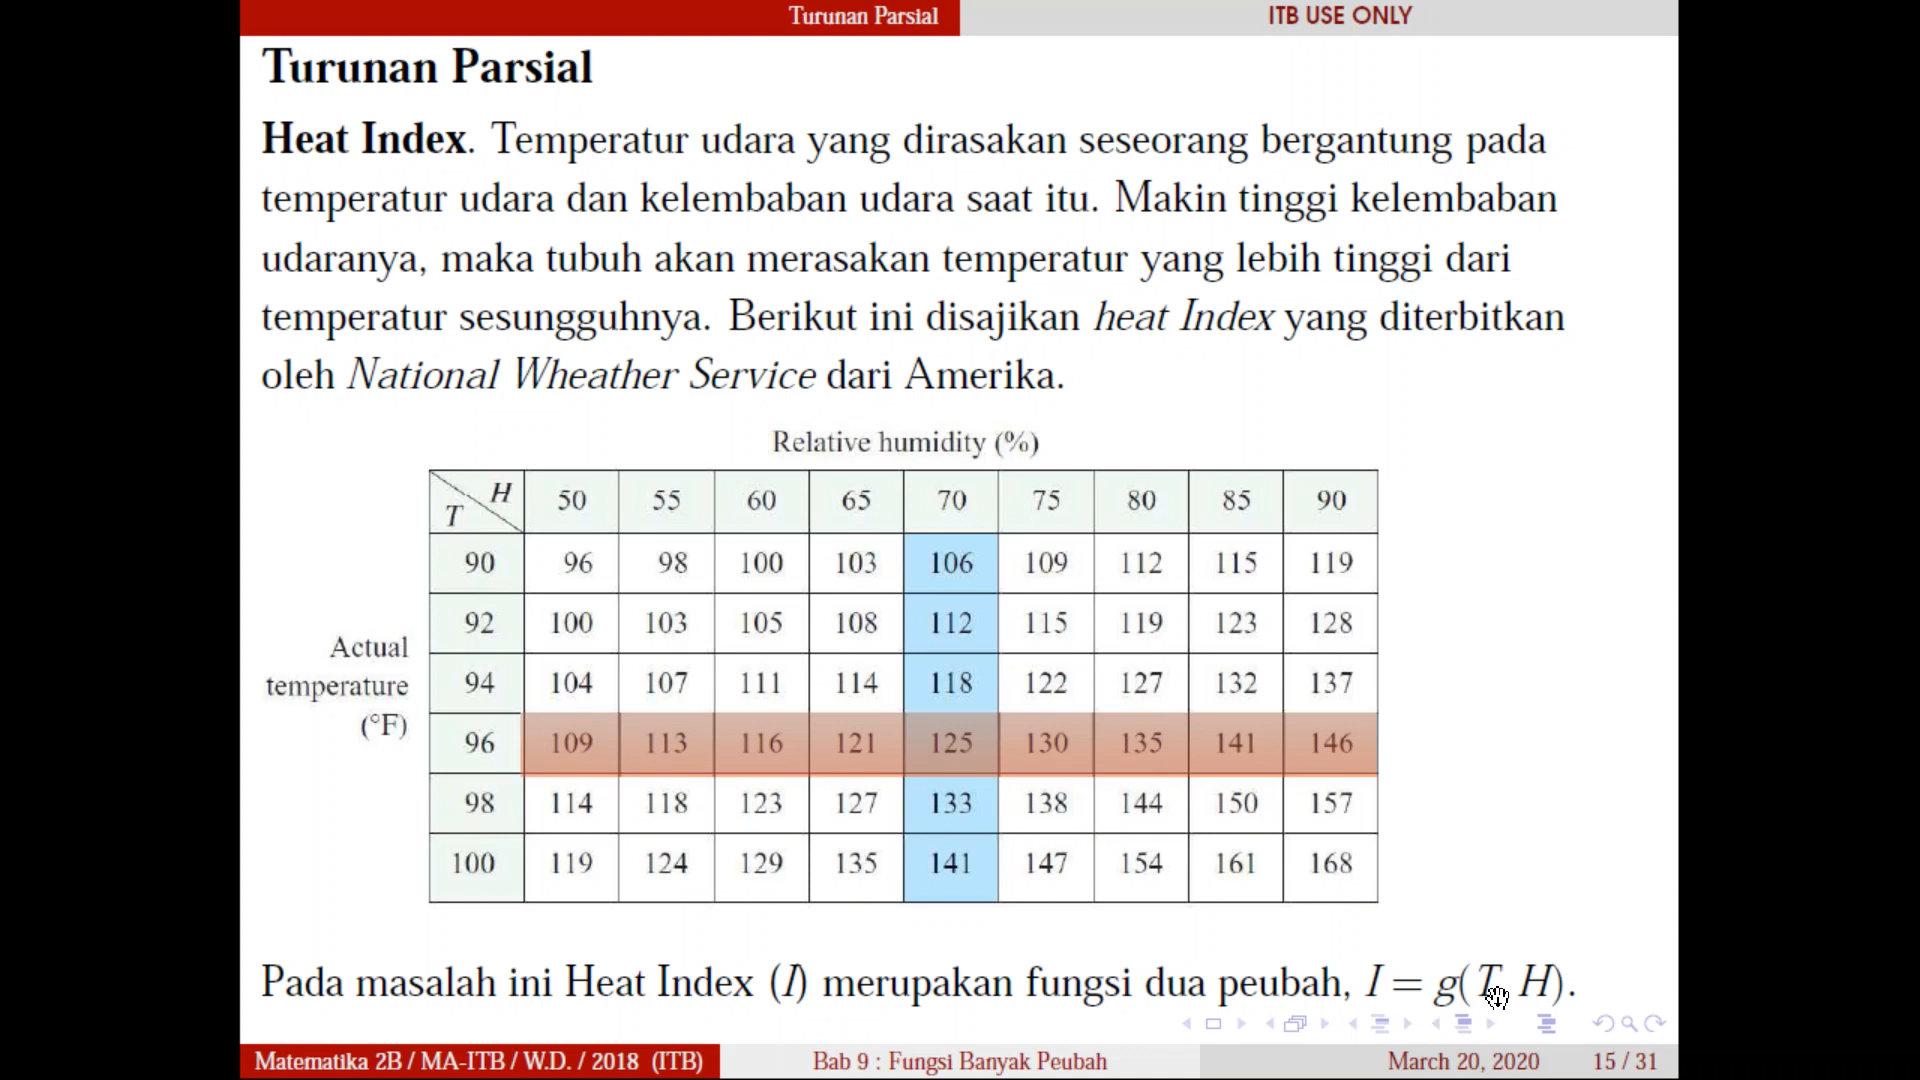 Turunan Parsial ITB USE ONLY
Turunan Parsial
Heat Index. Temperatur udara yang dirasakan seseorang bergantung pada
temperatur udara dan kelembaban udara saat itu. Makin tinggi kelembaban
udaranya, maka tubuh akan merasakan temperatur yang lebih tinggi dari
temperatur sesungguhnya. Berikut ini disajikan heat Index yang diterbitkan
oleh National Wheather Service dari Amerika.
Relative humidity (%)
T H 50 55 60 65 70 75 80 85 90
90 96 98 100 103 106 109 112 115 119
92 100 103 105 108 112 115 119 123 128
94 104 107 111 114 118 122 127 132 137
96 109 113 116 121 125 130 135 141 146
98 114 118 123 127 133 138 144 150 157
100 119 124 129 135 141 147 154 161 168
Actual
temperature
(°F)
Pada masalah ini Heat Index (I) merupakan fungsi dua peubah, I = g(T, H).
Matematika 2B / MA-ITB / W.D. / 2018 (ITB) Bab 9 : Fungsi Banyak Peubah March 20, 2020 15 / 31